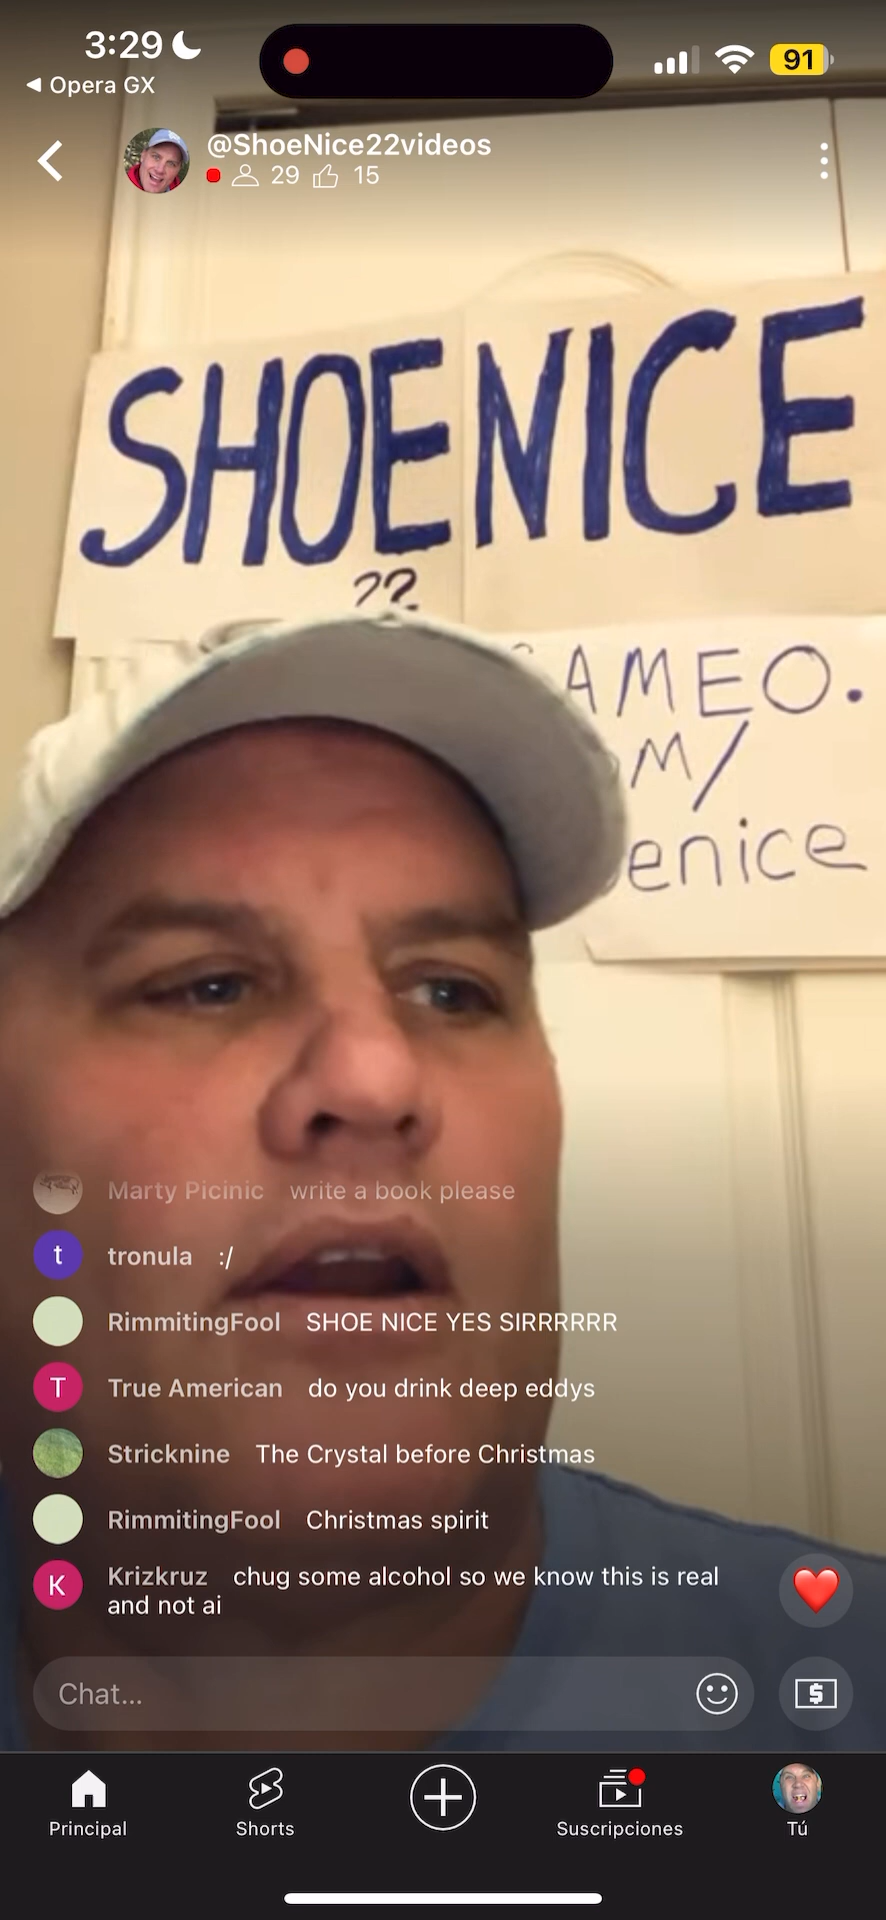 3:29
91
Opera GX
@ShoeNice22videos
29 15
SHOENICE
22
AMEO.
M/
enice
Marty Picinic write a book please
t tronula :/
RimmitingFool SHOE NICE YES SIRRRRRR
T True American do you drink deep eddys
Stricknine The Crystal before Christmas
RimmitingFool Christmas spirit
K Krizkruz chug some alcohol so we know this is real
and not ai
Chat...
Principal Shorts Suscripciones Tú